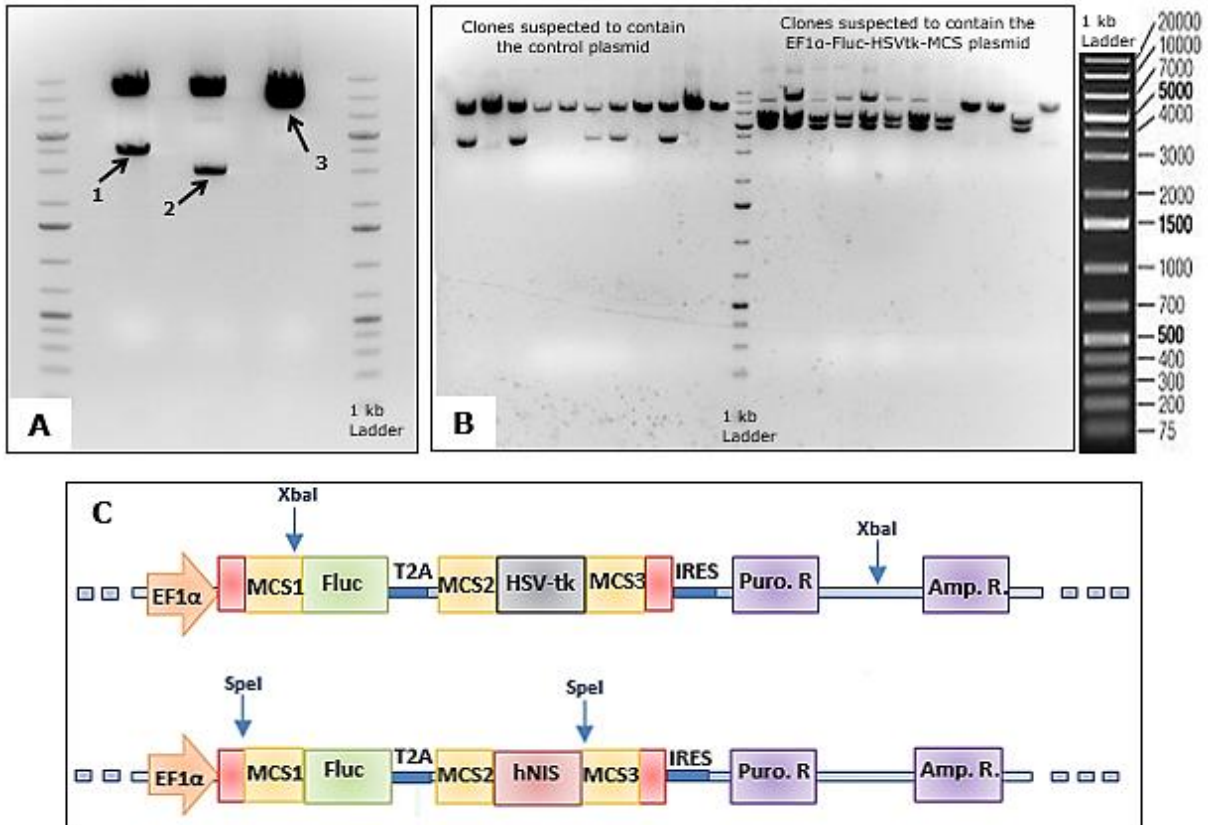 1
2
3
1 kb
Ladder
A
Clones suspected to contain
the control plasmid
Clones suspected to contain the
EF1α-Fluc-HSVtk-MCS plasmid
1 kb
Ladder
B
1 kb
Ladder
20000
10000
7000
5000
4000
3000
2000
1500
1000
700
500
400
300
200
75
C
XbaI
XbaI
EF1α
MCS1
Fluc
T2A
MCS2
HSV-tk
MCS3
IRES
Puro. R
Amp. R.
SpeI
SpeI
EF1α
MCS1
Fluc
T2A
MCS2
hNIS
MCS3
IRES
Puro. R
Amp. R.